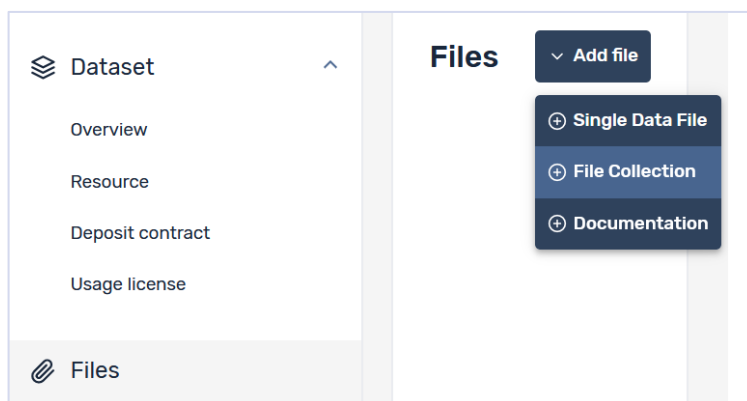 Dataset
Overview
Resource
Deposit contract
Usage license
Files
Files
Add file
Single Data File
File Collection
Documentation